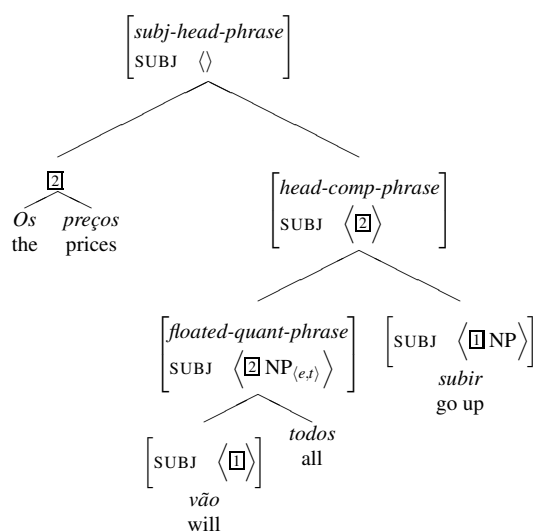 subj-head-phrase
SUBJ ⟨⟩
2
Os preços
the prices
head-comp-phrase
SUBJ ⟨2⟩
floated-quant-phrase
SUBJ ⟨2 NP⟨e,t⟩⟩
SUBJ ⟨1 NP⟩
subir
go up
todos
all
SUBJ ⟨1⟩
vão
will